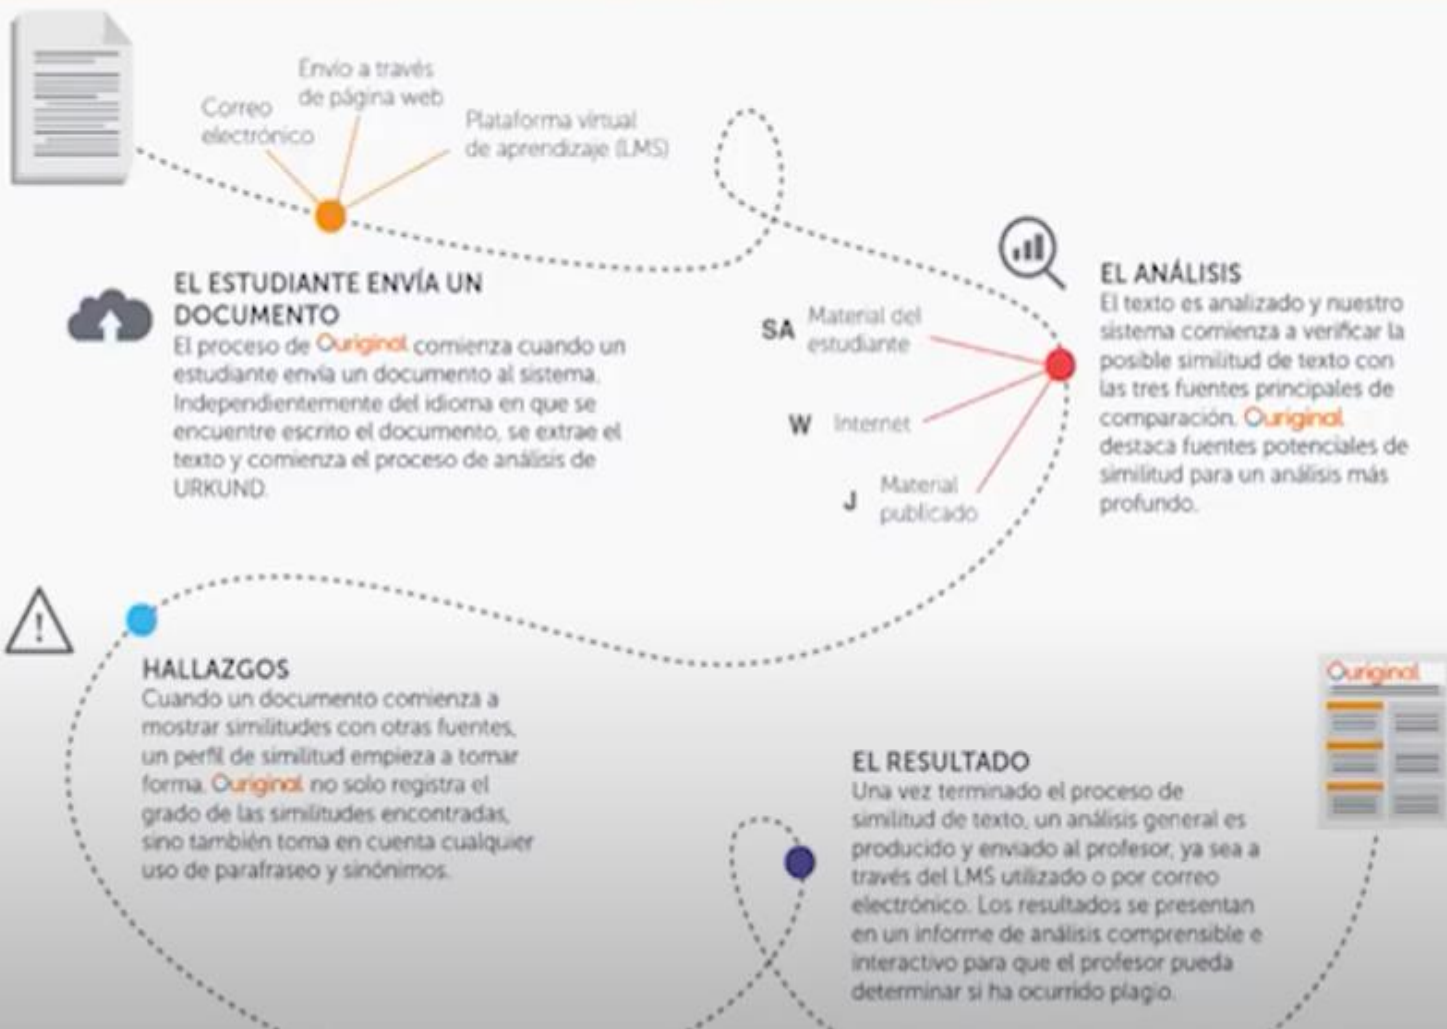 Correo
electrónico
Envío a través
de página web
Plataforma virtual
de aprendizaje (LMS)
EL ESTUDIANTE ENVÍA UN
DOCUMENTO
El proceso de Ouriginal comienza cuando un
estudiante envía un documento al sistema.
Independientemente del idioma en que se
encuentre escrito el documento, se extrae el
texto y comienza el proceso de análisis de
URKUND.
SA Material del
estudiante
W Internet
J Material
publicado
EL ANÁLISIS
El texto es analizado y nuestro
sistema comienza a verificar la
posible similitud de texto con
las tres fuentes principales de
comparación. Ouriginal
destaca fuentes potenciales de
similitud para un análisis más
profundo.
HALLAZGOS
Cuando un documento comienza a
mostrar similitudes con otras fuentes,
un perfil de similitud empieza a tomar
forma. Ouriginal no solo registra el
grado de las similitudes encontradas,
sino también toma en cuenta cualquier
uso de parafraseo y sinónimos.
EL RESULTADO
Una vez terminado el proceso de
similitud de texto, un análisis general es
producido y enviado al profesor, ya sea a
través del LMS utilizado o por correo
electrónico. Los resultados se presentan
en un informe de análisis comprensible e
interactivo para que el profesor pueda
determinar si ha ocurrido plagio.
Ouriginal